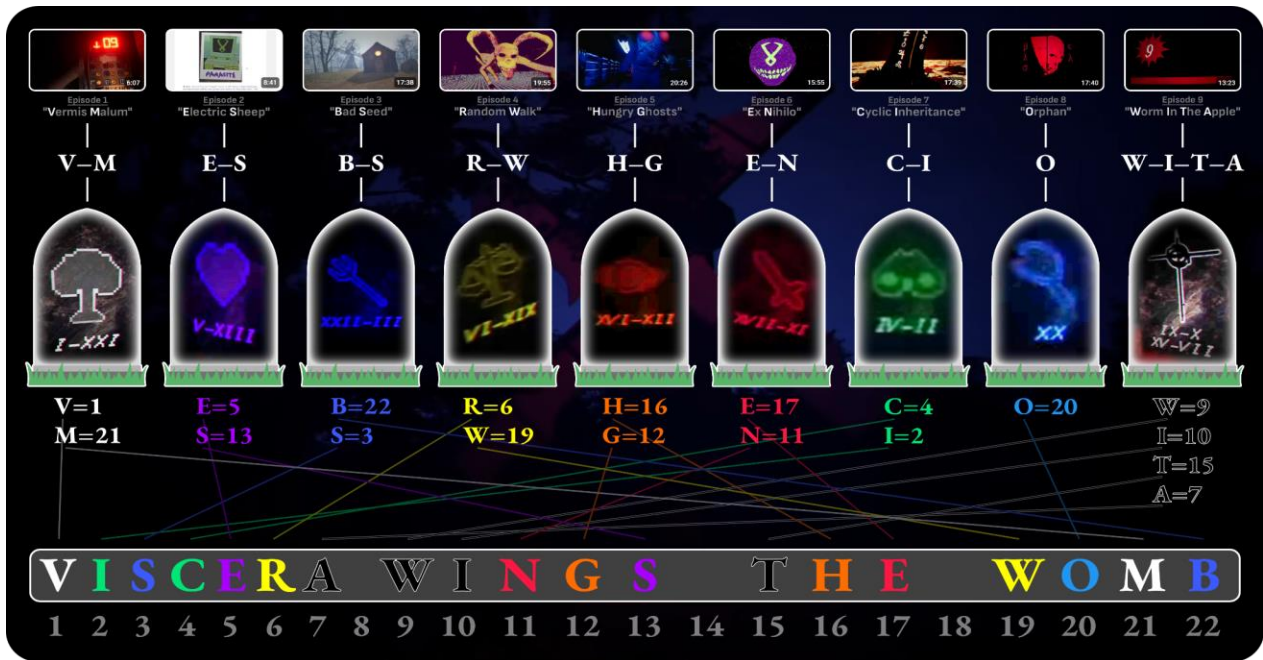 109
6:07
PARASITE
8:41
17:38
19:55
20:26
15:55
17:39
17:40
9
13:23
Episode 1
Episode 2
Episode 3
Episode 4
Episode 5
Episode 6
Episode 7
Episode 8
Episode 9
"Vermis Malum"
"Electric Sheep"
"Bad Seed"
"Random Walk"
"Hungry Ghosts"
"Ex Nihilo"
"Cyclic Inheritance"
"Orphan"
"Worm In The Apple"
V–M
E–S
B–S
R–W
H–G
E–N
C–I
O
W–I–T–A
I-XXI
V-XIII
XXII-III
VI-XIX
XVI-XII
XVII-XI
IV-II
XX
IX-X
XV-VII
V=1
M=21
E=5
S=13
B=22
S=3
R=6
W=19
H=16
G=12
E=17
N=11
C=4
I=2
O=20
W=9
I=10
T=15
A=7
VISCERA WINGS THE WOMB
1 2 3 4 5 6 7 8 9 10 11 12 13 14 15 16 17 18 19 20 21 22